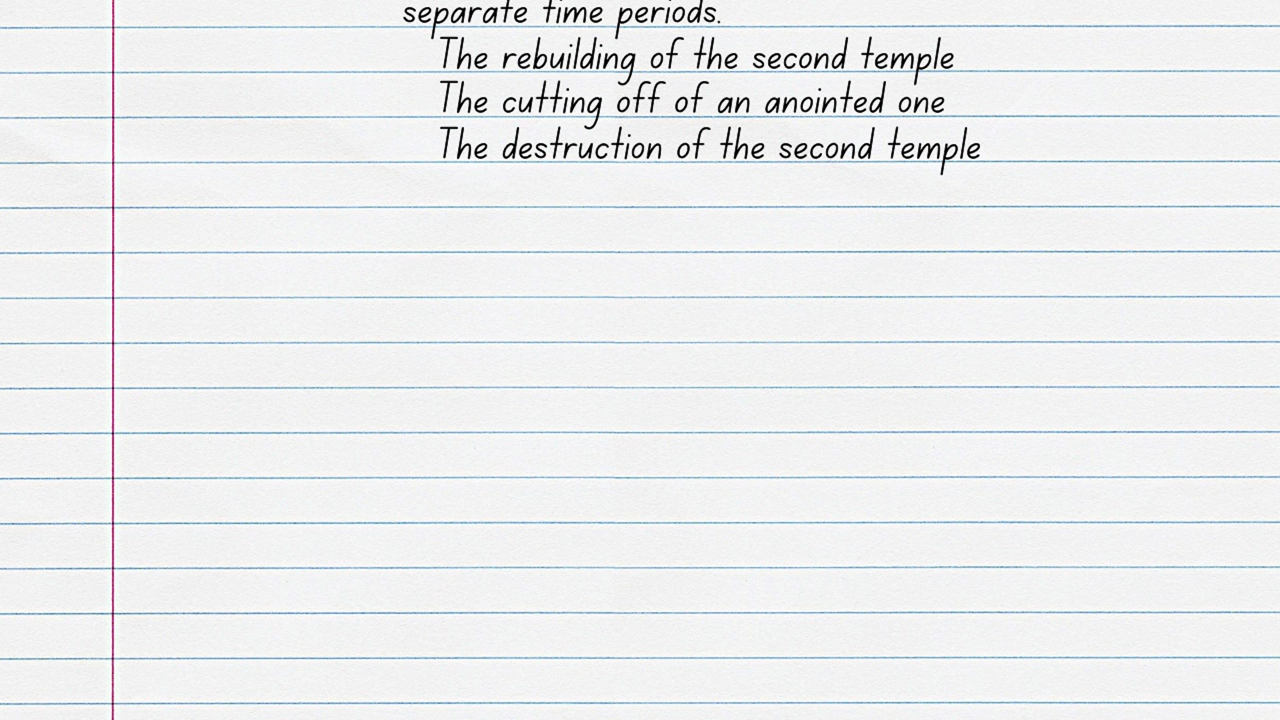 separate time periods.
The rebuilding of the second temple
The cutting off of an anointed one
The destruction of the second temple